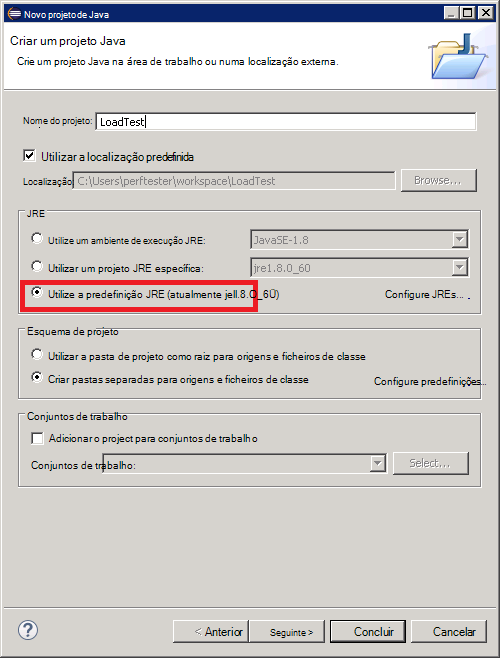 Novo projeto de Java
Criar um projeto Java
Crie um projeto Java na área de trabalho ou numa localização externa.
Nome do projeto: LoadTest
Utilizar a localização predefinida
Localização C:\Users\perftester\workspace\LoadTest Browse...
JRE
Utilize um ambiente de execução JRE: JavaSE-1.8
Utilizar um projeto JRE específica: jre1.8.0_60
Utilize a predefinição JRE (atualmente jell.8.O_6Ü) Configure JREs... .
Esquema de projeto
Utilizar a pasta de projeto como raiz para origens e ficheiros de classe
Criar pastas separadas para origens e ficheiros de classe Configure predefinições...
Conjuntos de trabalho
Adicionar o project para conjuntos de trabalho
Conjuntos de trabalho: Select...
? < Anterior Seguinte > Concluir Cancelar